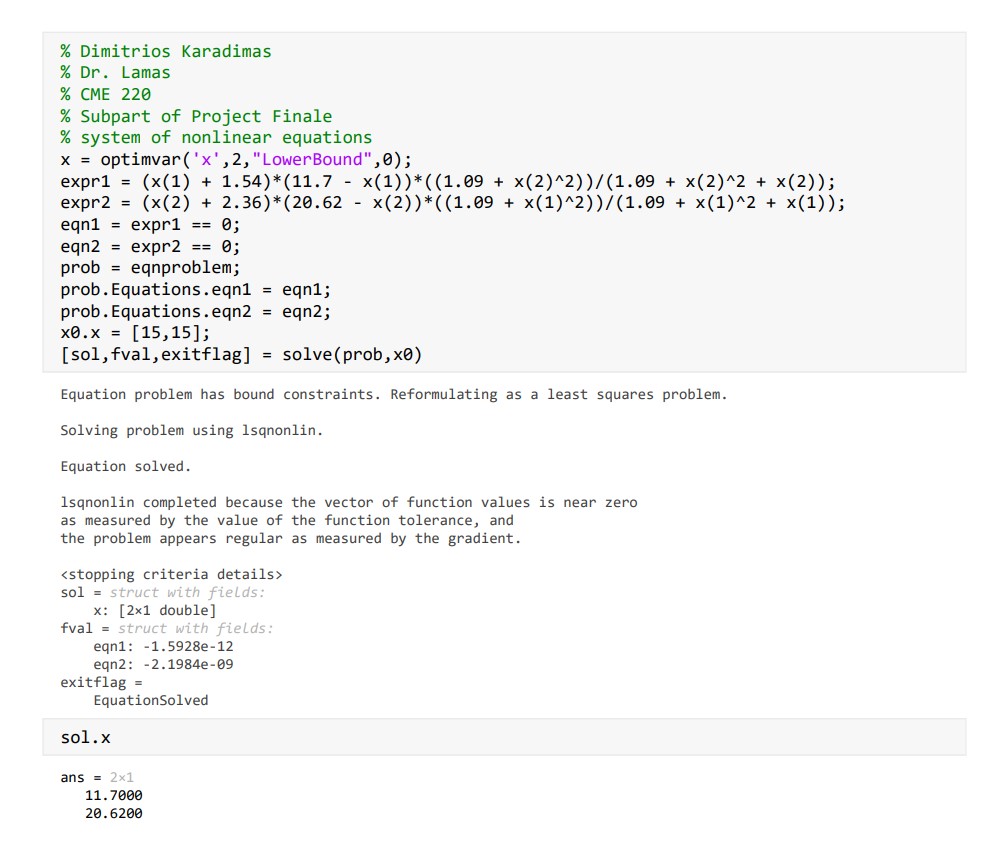 % Dimitrios Karadimas
% Dr. Lamas
% CME 220
% Subpart of Project Finale
% system of nonlinear equations
x = optimvar('x',2,"LowerBound",0);
expr1 = (x(1) + 1.54)*(11.7 - x(1))*((1.09 + x(2)^2))/(1.09 + x(2)^2 + x(2));
expr2 = (x(2) + 2.36)*(20.62 - x(2))*((1.09 + x(1)^2))/(1.09 + x(1)^2 + x(1));
eqn1 = expr1 == 0;
eqn2 = expr2 == 0;
prob = eqnproblem;
prob.Equations.eqn1 = eqn1;
prob.Equations.eqn2 = eqn2;
x0.x = [15,15];
[sol,fval,exitflag] = solve(prob,x0)
Equation problem has bound constraints. Reformulating as a least squares problem.
Solving problem using lsqnonlin.
Equation solved.
lsqnonlin completed because the vector of function values is near zero
as measured by the value of the function tolerance, and
the problem appears regular as measured by the gradient.
<stopping criteria details>
sol = struct with fields:
x: [2×1 double]
fval = struct with fields:
eqn1: -1.5928e-12
eqn2: -2.1984e-09
exitflag =
EquationSolved
sol.x
ans = 2×1
11.7000
20.6200